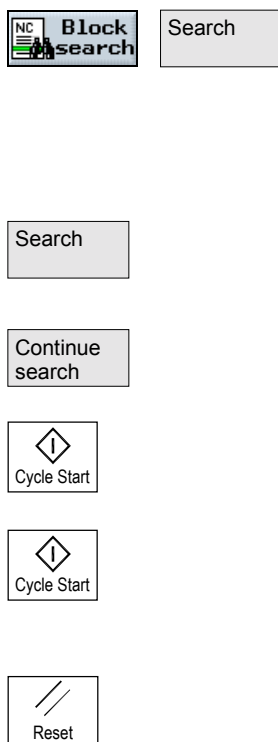 NC Block
search
Search
Search
Continue
search
Cycle Start
Cycle Start
Reset